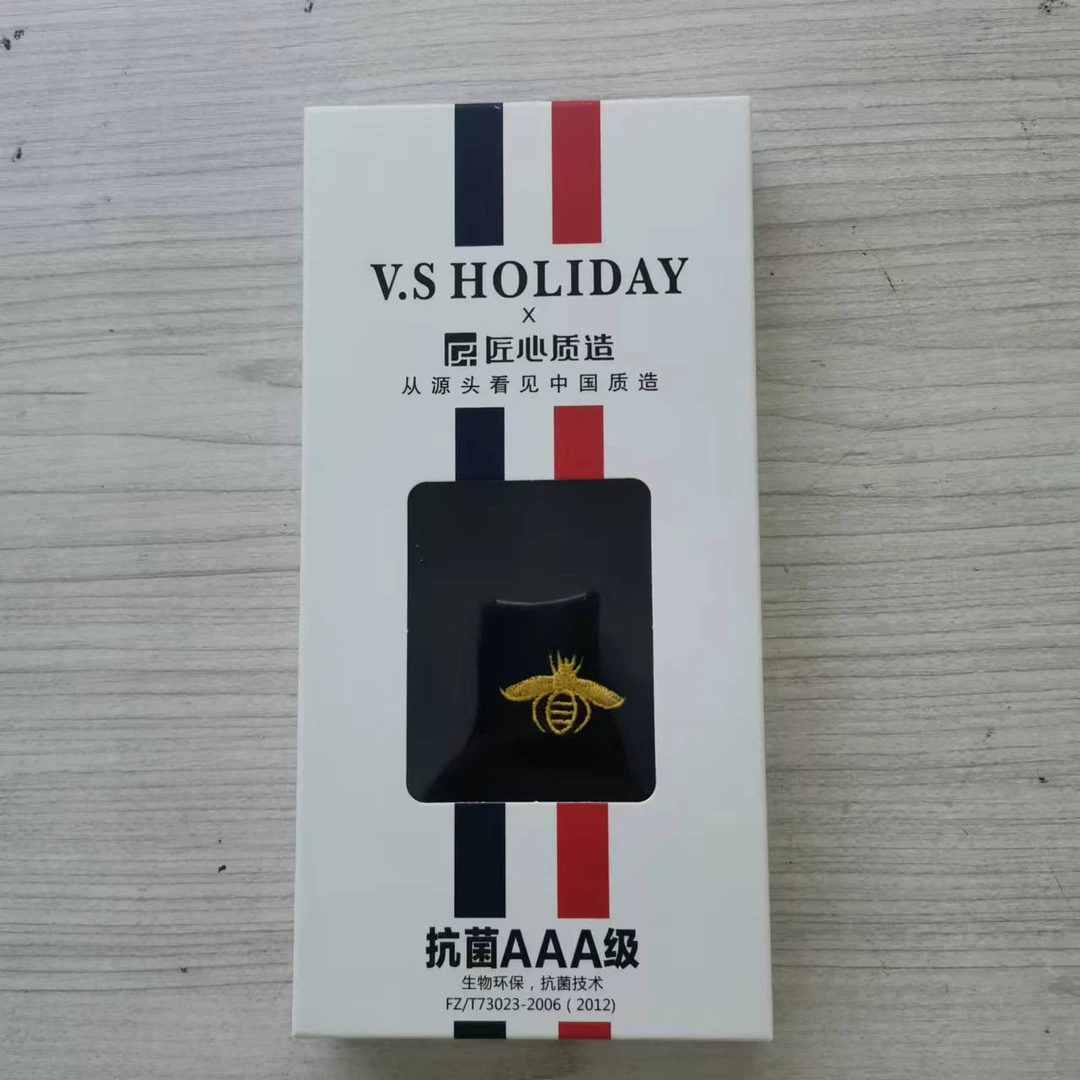 V.S HOLIDAY
X
匠心质造
从源头看见中国质造
抗菌AAA级
生物环保，抗菌技术
FZ/T73023-2006 ( 2012)